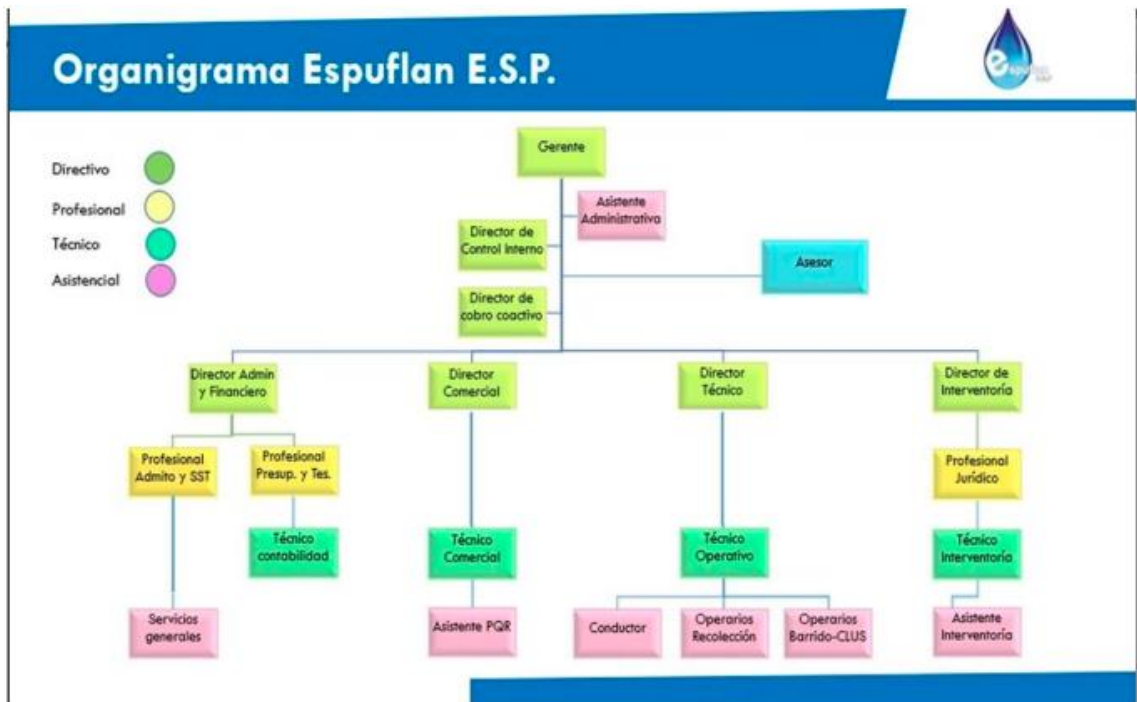 Organigrama Espuflan E.S.P.
Espuflan
Directivo
Profesional
Técnico
Asistencial
Gerente
Asistente
Administrativa
Director de
Control Interno
Asesor
Director de
cobro coactivo
Director Admin
y Financiero
Director
Comercial
Director
Técnico
Director de
Interventoría
Profesional
Admito y SST
Profesional
Presup. y Tes.
Profesional
Jurídico
Técnico
contabilidad
Técnico
Comercial
Técnico
Operativo
Técnico
Interventoría
Servicios
generales
Asistente PQR
Conductor
Operarios
Recolección
Operarios
Barrido-CLUS
Asistente
Interventoría